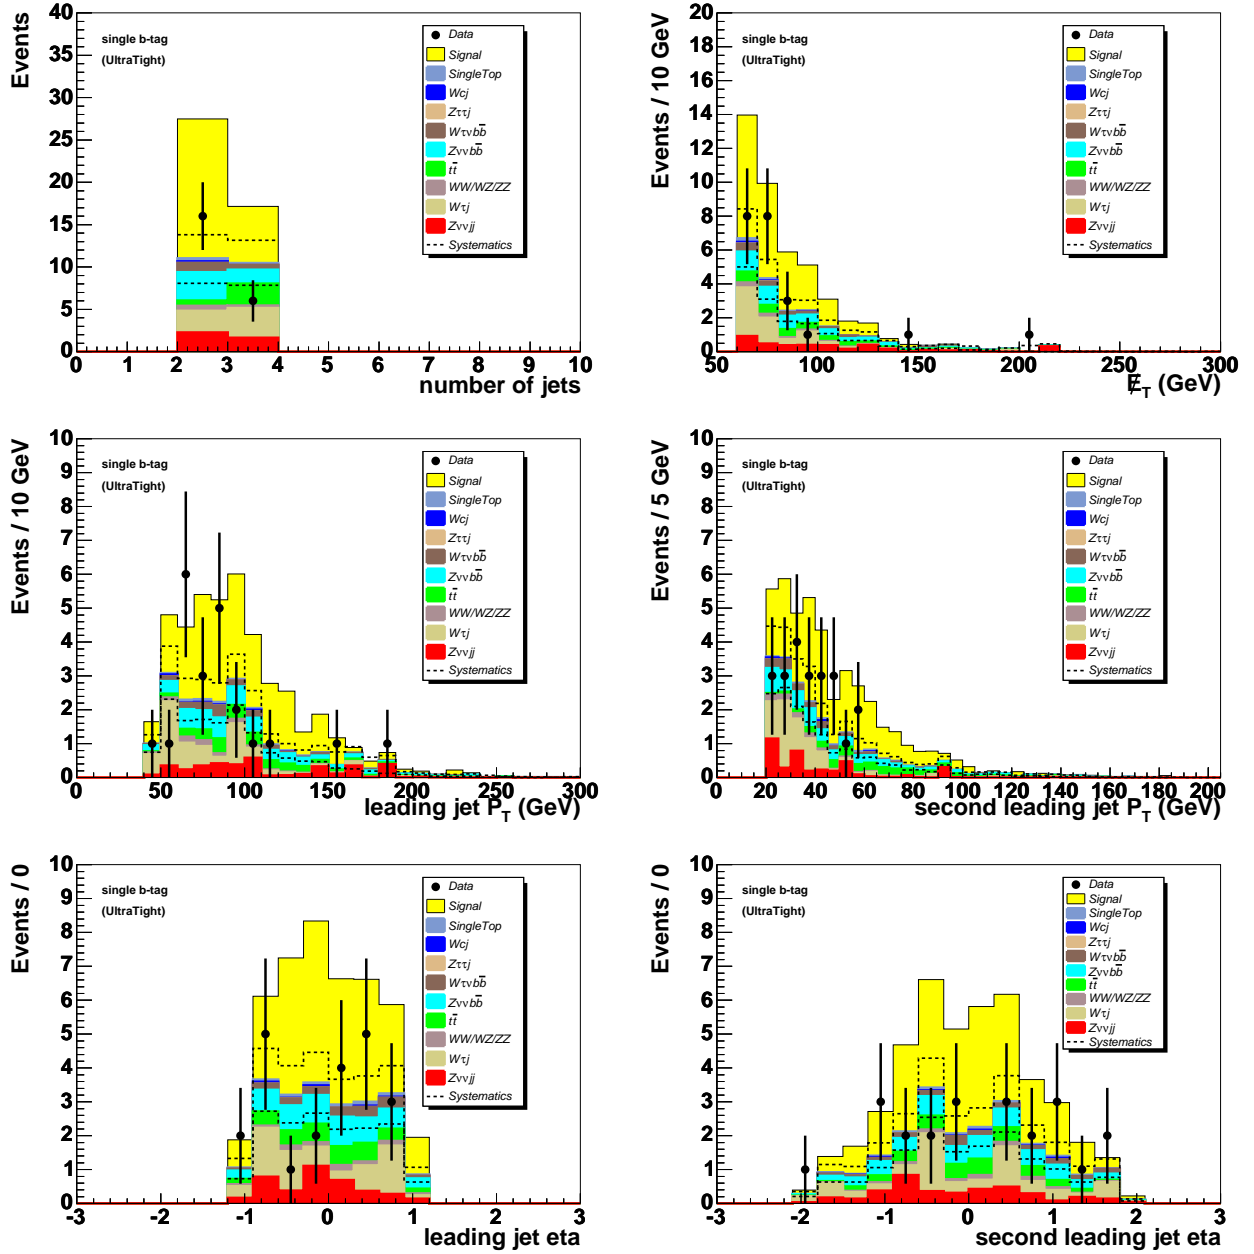 Events
40
35
30
25
20
15
10
5
0
single b-tag
(UltraTight)
Data
Signal
SingleTop
Wcj
Zττj
Wτνbb̅
Zννbb̅
tt̅
WW/WZ/ZZ
Wτj
Zννjj
Systematics
0 1 2 3 4 5 6 7 8 9 10
number of jets
Events / 10 GeV
20
18
16
14
12
10
8
6
4
2
0
single b-tag
(UltraTight)
Data
Signal
SingleTop
Wcj
Zττj
Wτνbb̅
Zννbb̅
tt̅
WW/WZ/ZZ
Wτj
Zννjj
Systematics
50 100 150 200 250 300
E̸T (GeV)
Events / 10 GeV
10
9
8
7
6
5
4
3
2
1
0
single b-tag
(UltraTight)
Data
Signal
SingleTop
Wcj
Zττj
Wτνbb̅
Zννbb̅
tt̅
WW/WZ/ZZ
Wτj
Zννjj
Systematics
0 50 100 150 200 250 300
leading jet PT (GeV)
Events / 5 GeV
10
9
8
7
6
5
4
3
2
1
0
single b-tag
(UltraTight)
Data
Signal
SingleTop
Wcj
Zττj
Wτνbb̅
Zννbb̅
tt̅
WW/WZ/ZZ
Wτj
Zννjj
Systematics
0 20 40 60 80 100 120 140 160 180 200
second leading jet PT (GeV)
Events / 0
10
9
8
7
6
5
4
3
2
1
0
single b-tag
(UltraTight)
Data
Signal
SingleTop
Wcj
Zττj
Wτνbb̅
Zννbb̅
tt̅
WW/WZ/ZZ
Wτj
Zννjj
Systematics
-3 -2 -1 0 1 2 3
leading jet eta
Events / 0
10
9
8
7
6
5
4
3
2
1
0
single b-tag
(UltraTight)
Data
Signal
SingleTop
Wcj
Zττj
Wτνbb̅
Zννbb̅
tt̅
WW/WZ/ZZ
Wτj
Zννjj
Systematics
-3 -2 -1 0 1 2 3
second leading jet eta